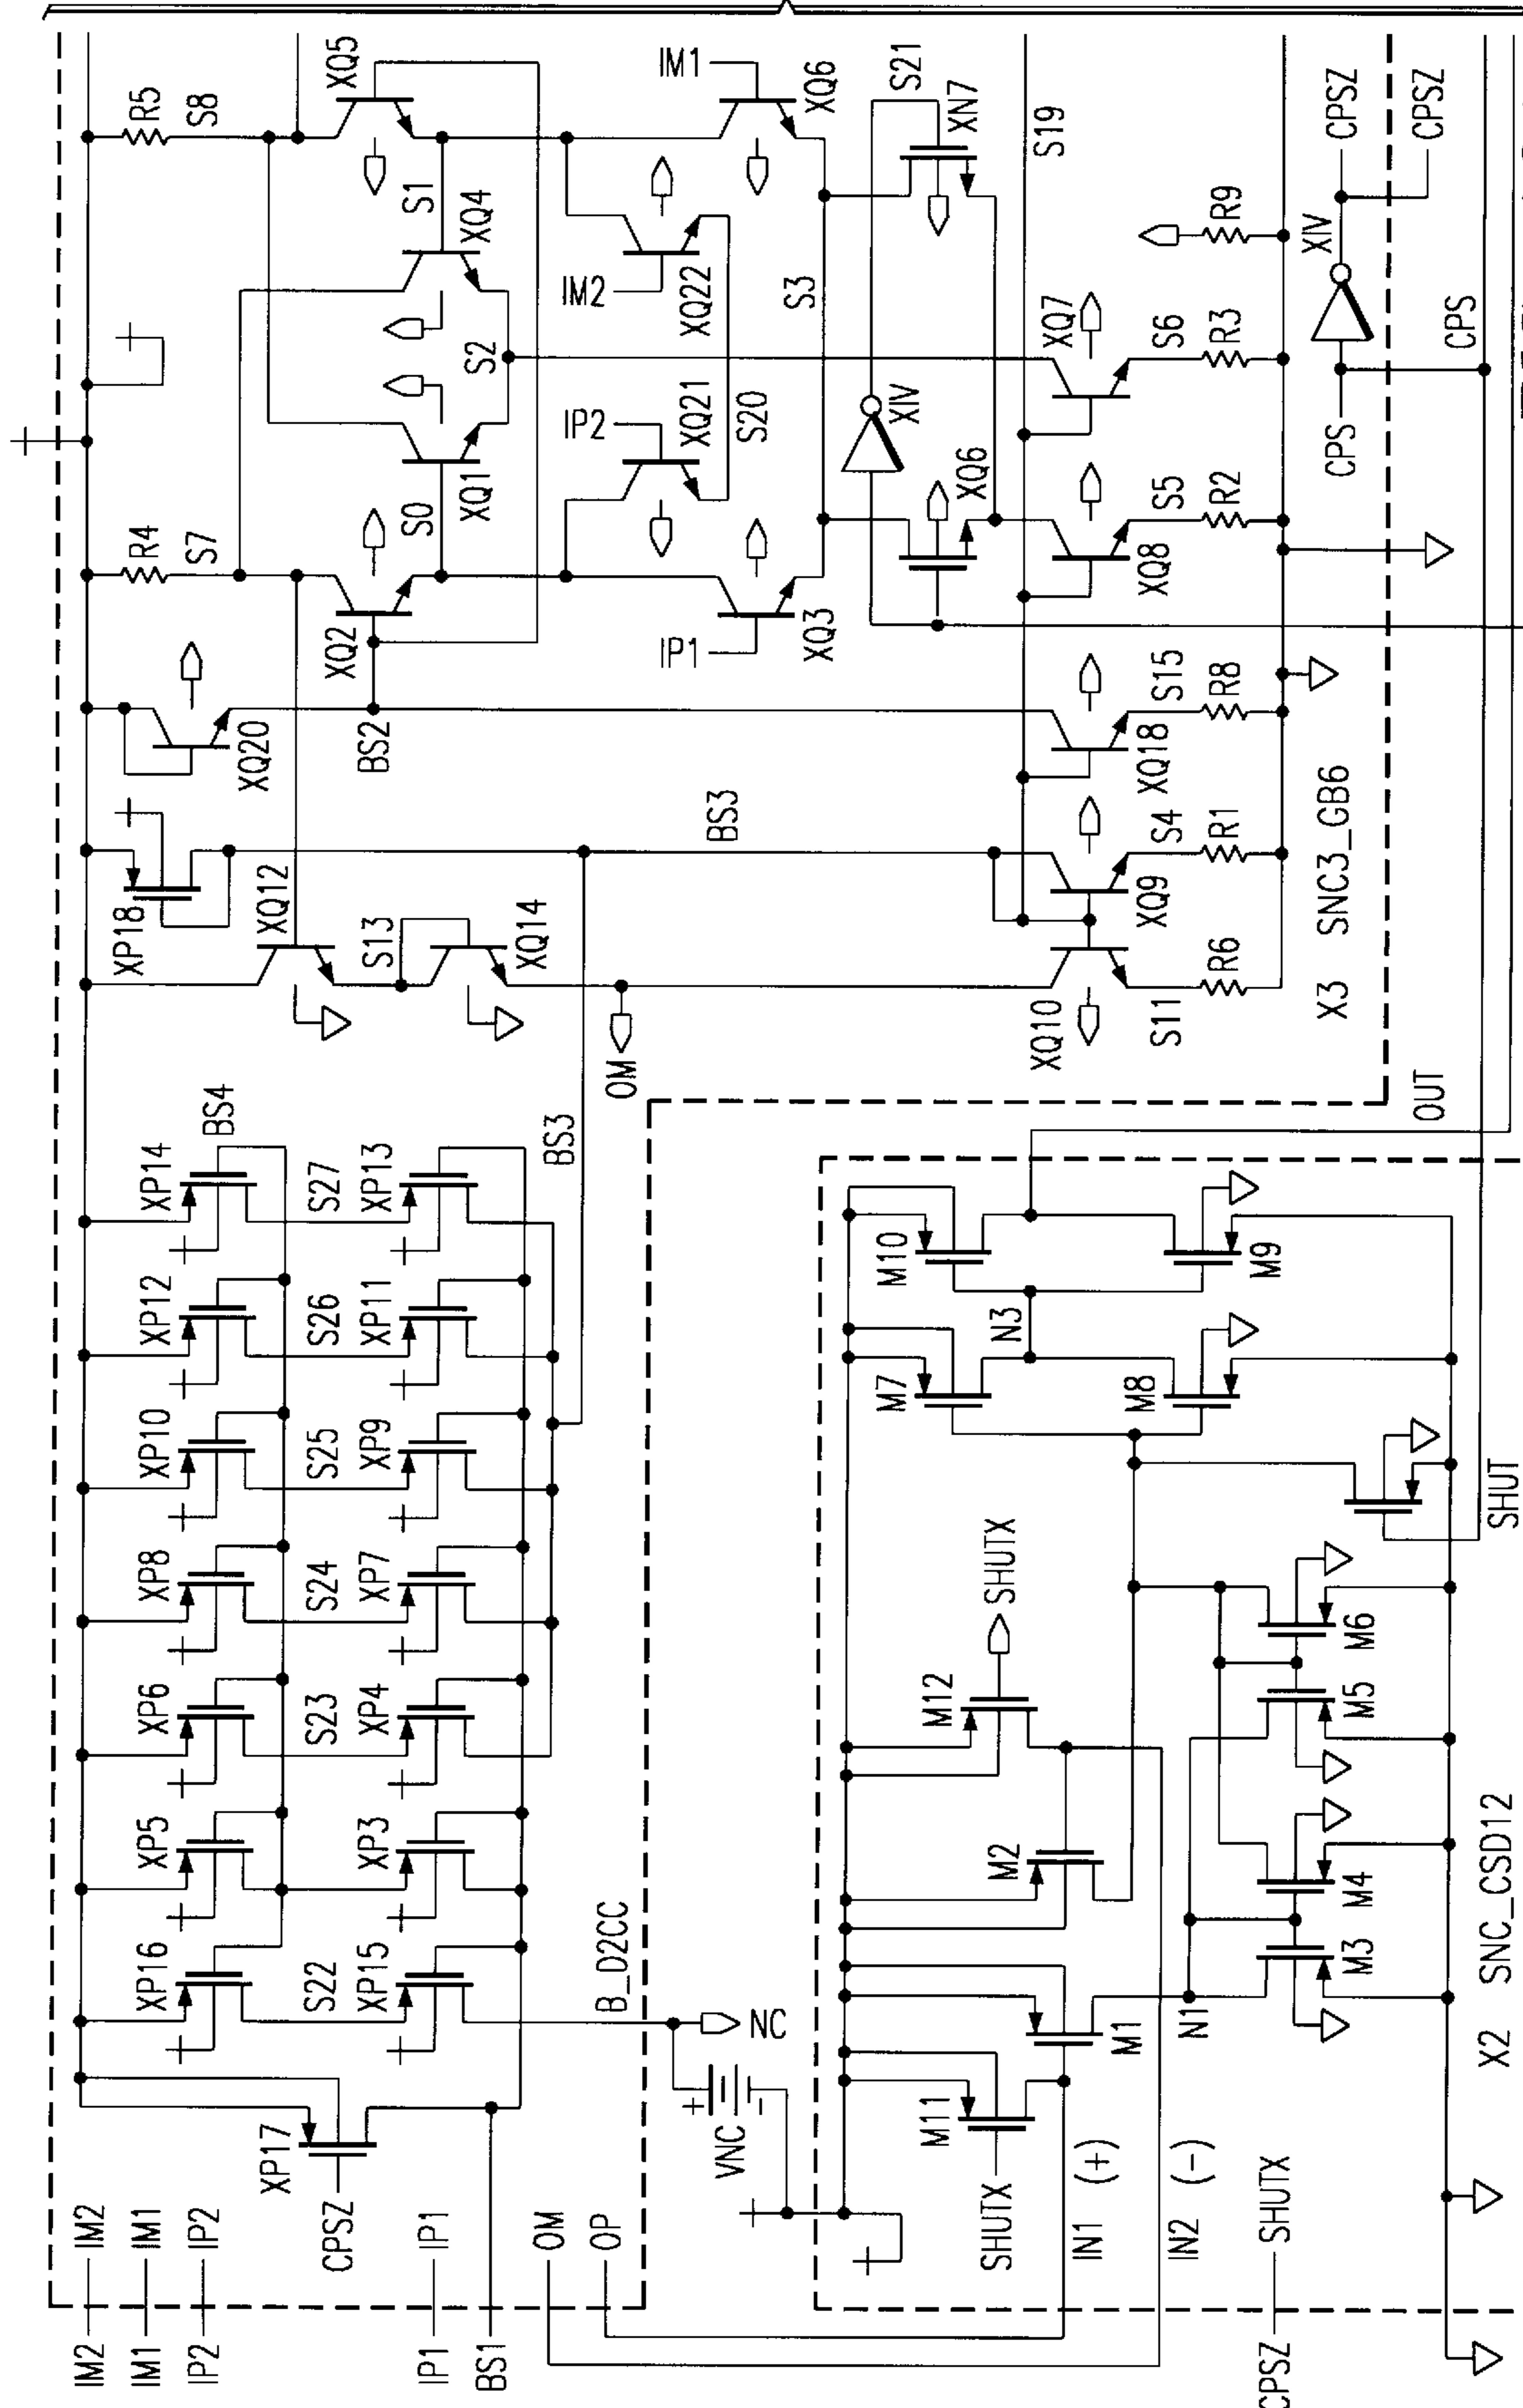 R5
S8
XQ5
IM1
XQ6
S21
XN7
S19
CPSZ
CPSZ
S1
XQ4
IM2
XQ22
S3
R9
XIV
S2
XQ7
S6
R3
CPS
IP2
XQ21
S20
XIV
CPS
R4
S7
S0
XQ1
XQ6
S5
R2
XQ2
IP1
XQ3
XQ8
XQ20
BS2
S15
R8
XQ18
BS3
S4
R1
XP18
XQ12
S13
XQ14
XQ9
SNC3_GB6
OM
XQ10
S11
R6
X3
BS4
BS3
OUT
XP14
S27
XP13
XP12
S26
XP11
XP10
S25
XP9
XP8
S24
XP7
XP6
S23
XP4
XP5
XP3
XP16
S22
XP15
B_D2CC
M10
M9
M7
N3
M8
SHUT
SHUTX
M12
M6
M5
M2
M4
M3
SNC_CSD12
NC
M1
N1
X2
XP17
CPSZ
+
VNC
-
M11
SHUTX
(+)
IN1
(-)
IN2
SHUTX
CPSZ
IM2
IM1
IP2
IP1
OM
OP
IM2
IM1
IP2
IP1
BS1